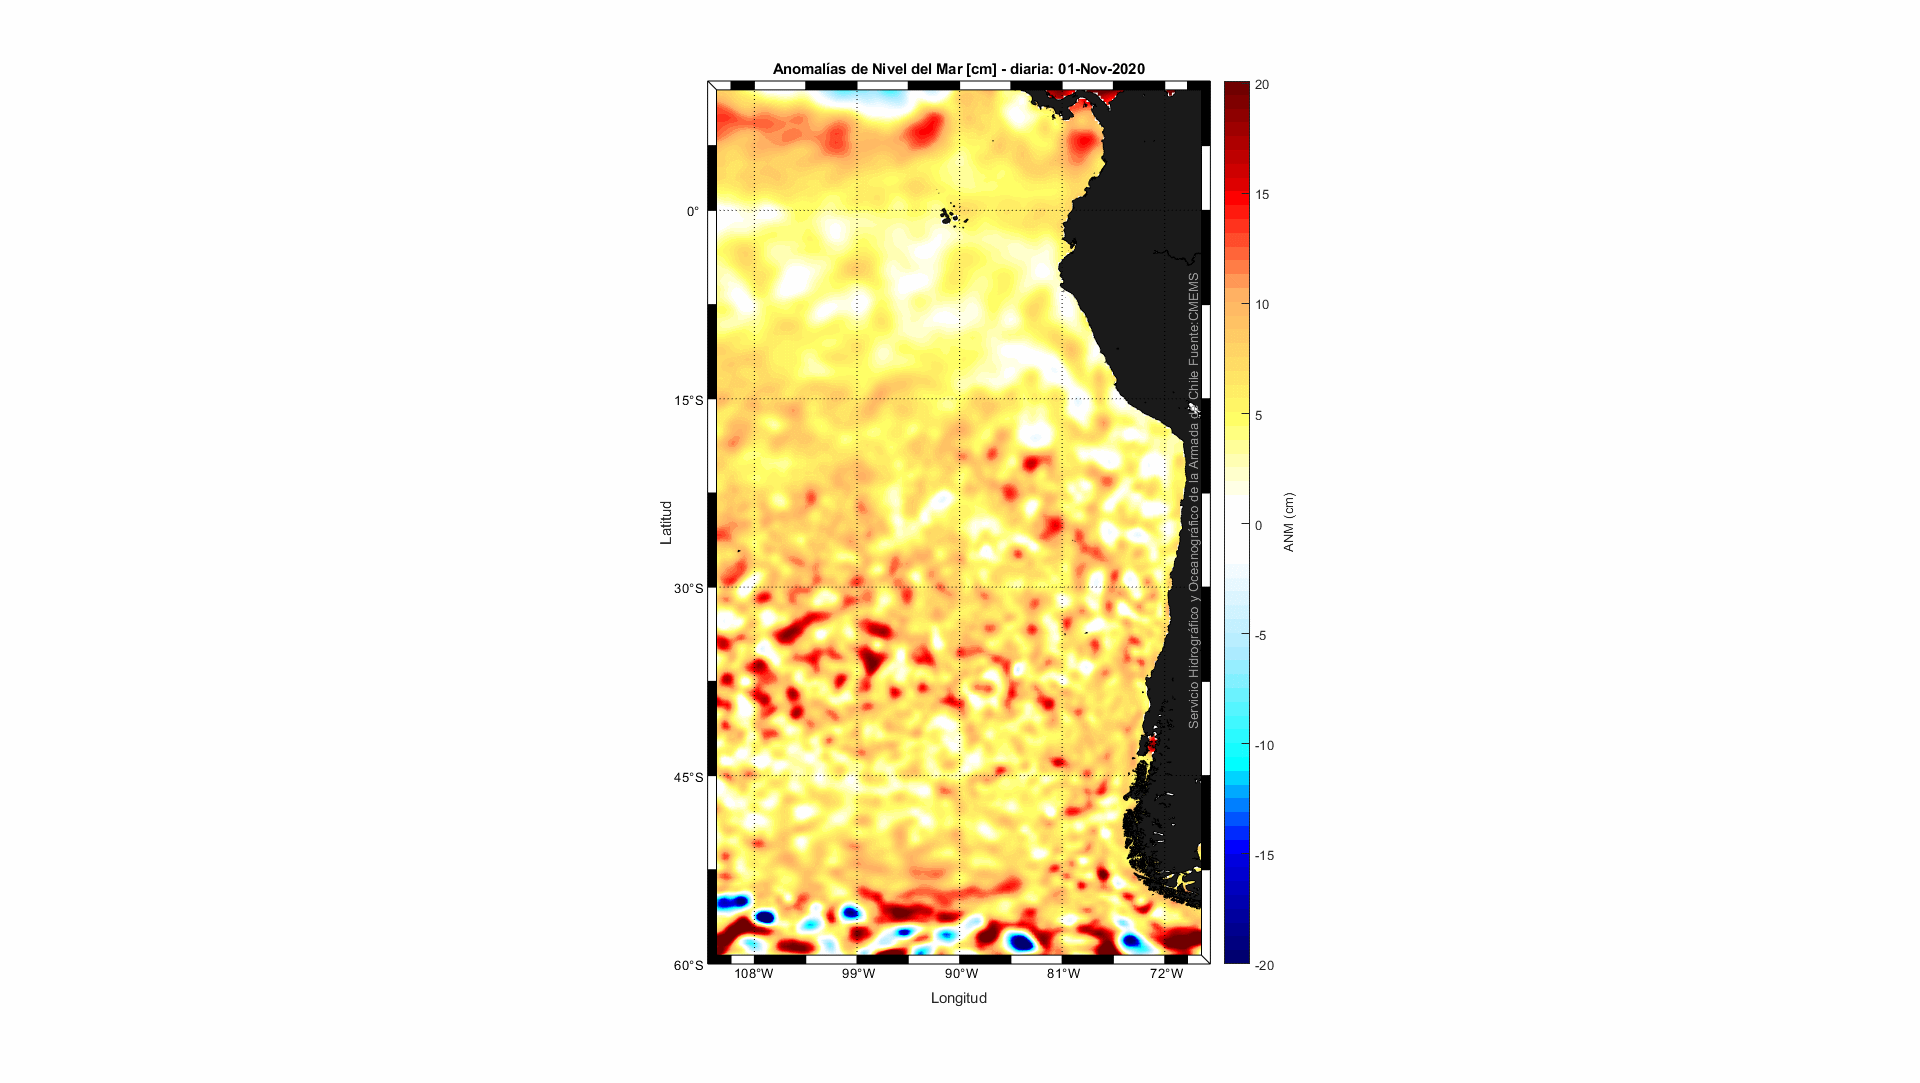 Anomalías de Nivel del Mar [cm] - diaria: 01-Nov-2020
0°
15°S
30°S
45°S
60°S
Latitud
108°W
99°W
90°W
81°W
72°W
Longitud
Servicio Hidrográfico y Oceanográfico de la Armada de Chile Fuente:CMEMS
20
15
10
5
0
-5
-10
-15
-20
ANM (cm)